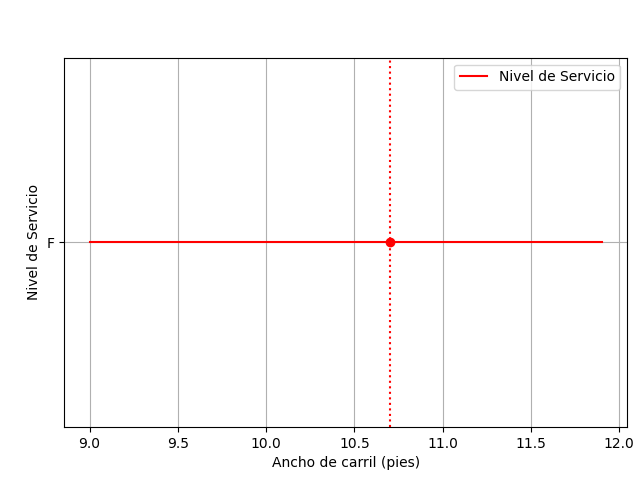 Nivel de Servicio
Nivel de Servicio
F
9.0 9.5 10.0 10.5 11.0 11.5 12.0
Ancho de carril (pies)